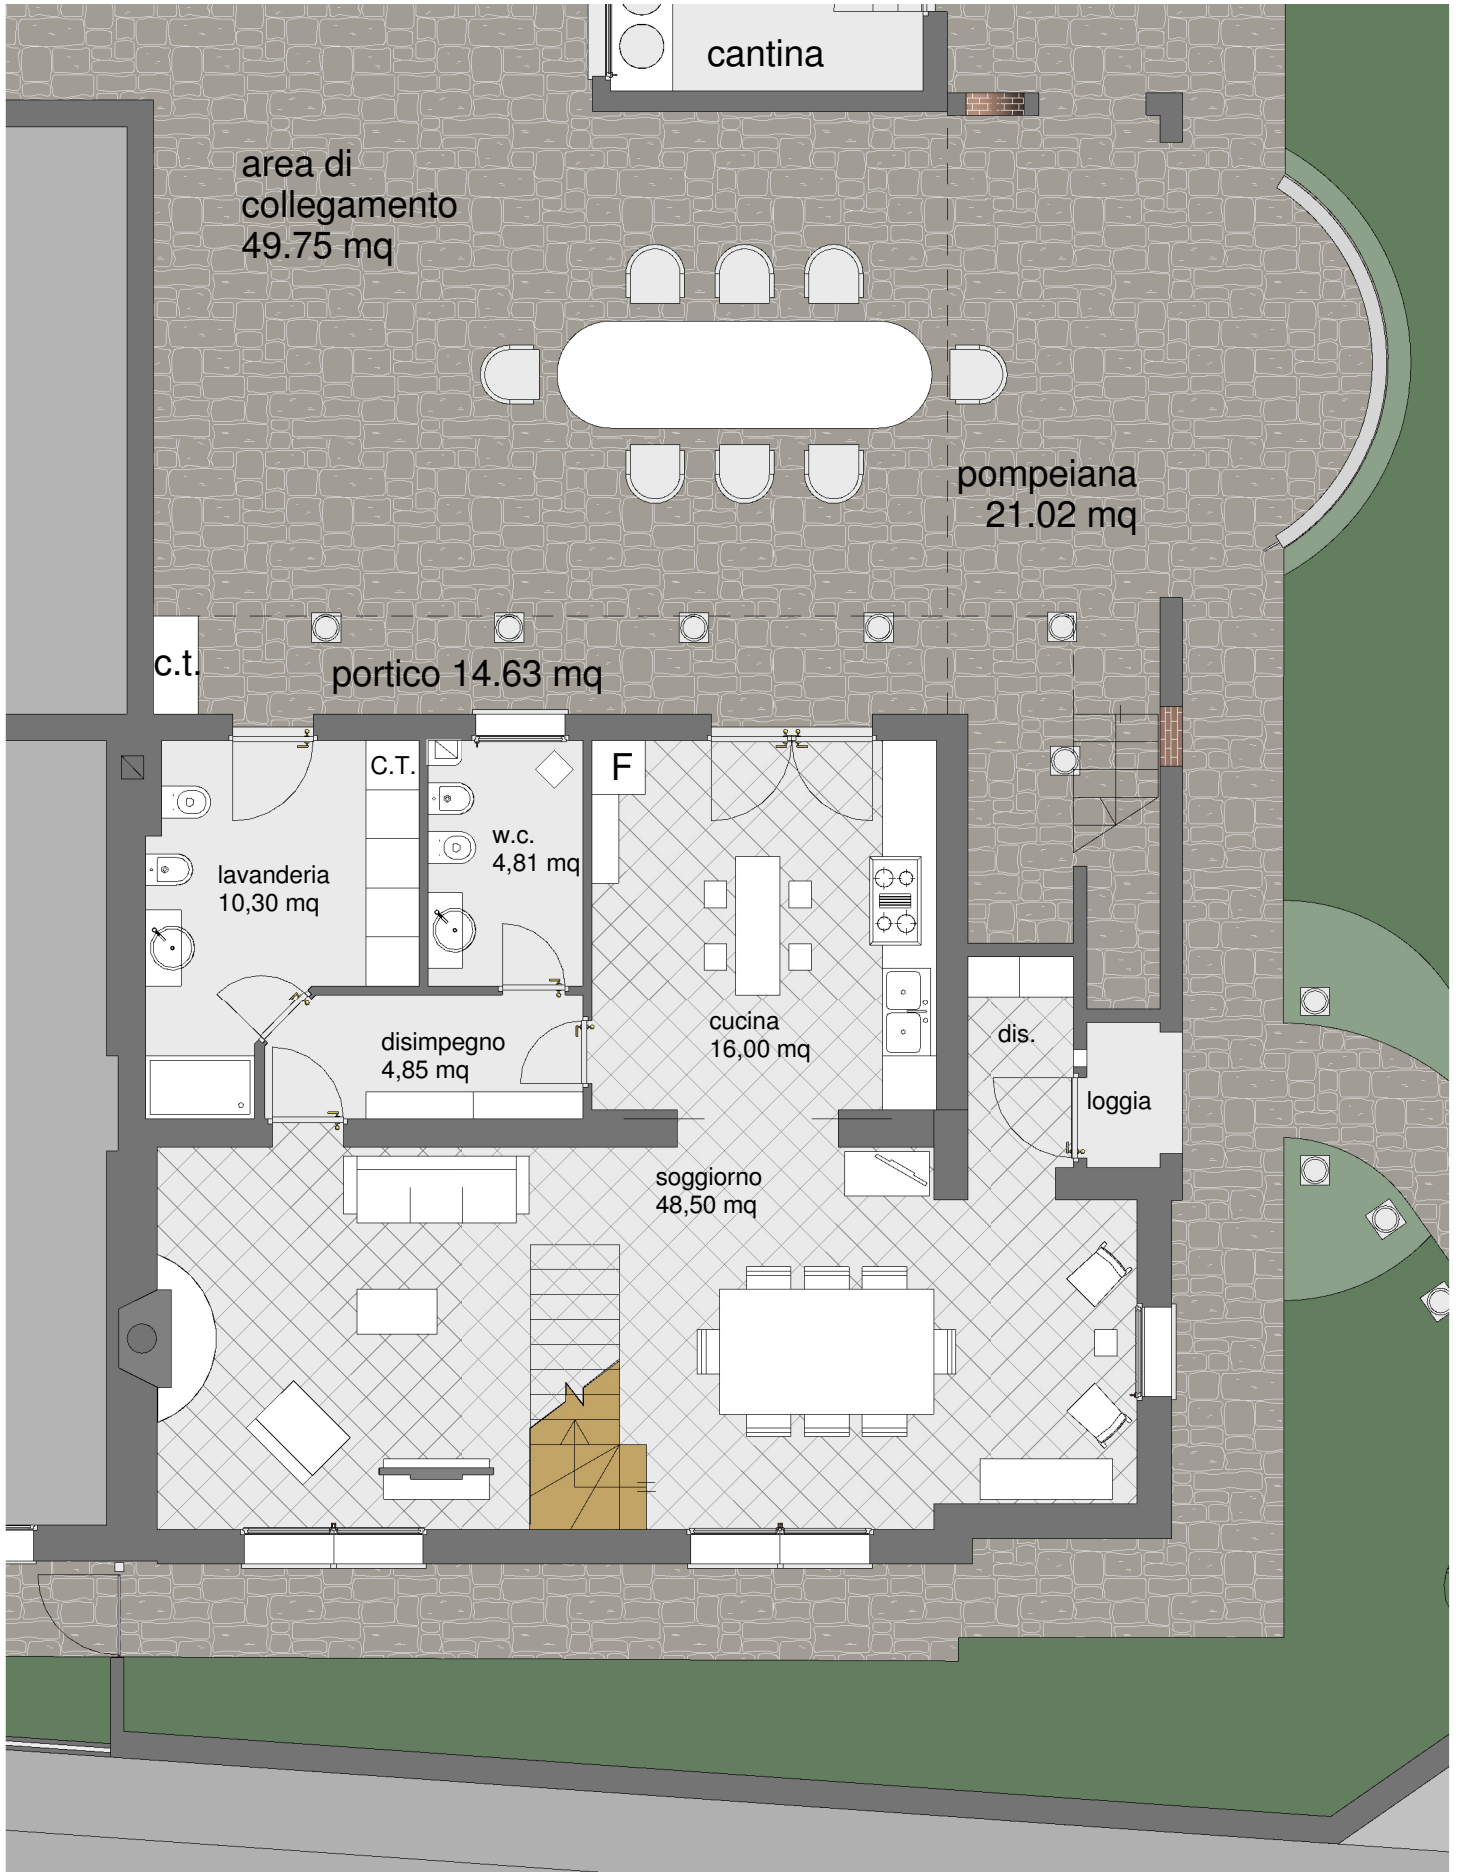 cantina
area di
collegamento
49.75 mq
pompeiana
21.02 mq
c.t.
portico 14.63 mq
C.T.
F
w.c.
4,81 mq
lavanderia
10,30 mq
cucina
16,00 mq
dis.
disimpegno
4,85 mq
loggia
soggiorno
48,50 mq